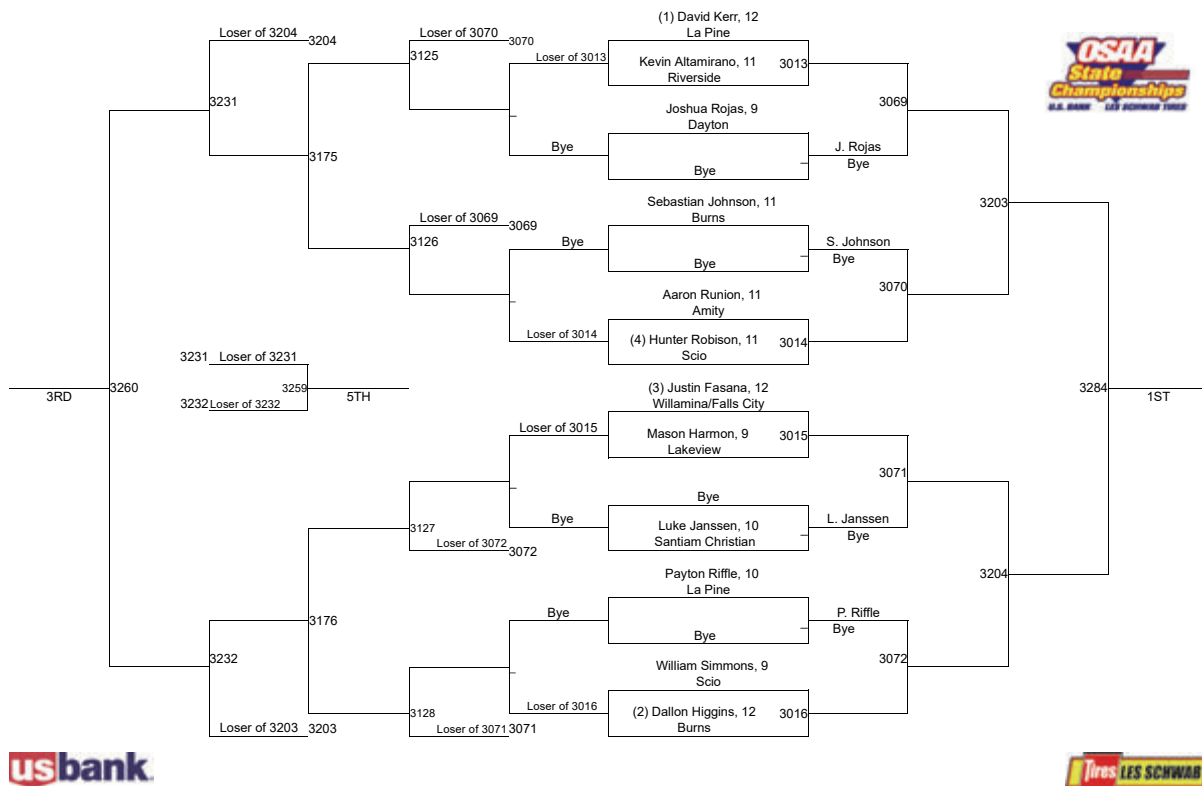 (1) David Kerr, 12
La Pine
Kevin Altamirano, 11
Riverside
3013
Joshua Rojas, 9
Dayton
Bye
J. Rojas
Bye
3069
Sebastian Johnson, 11
Burns
Bye
S. Johnson
Bye
Aaron Runion, 11
Amity
(4) Hunter Robison, 11
Scio
3014
3070
3203
(3) Justin Fasana, 12
Willamina/Falls City
Mason Harmon, 9
Lakeview
3015
Bye
Luke Janssen, 10
Santiam Christian
L. Janssen
Bye
3071
Payton Riffle, 10
La Pine
Bye
P. Riffle
Bye
William Simmons, 9
Scio
(2) Dallon Higgins, 12
Burns
3016
3072
3204
3284
1ST
Loser of 3204
3204
3231
Loser of 3070
3070
3125
Loser of 3013
Bye
3175
Loser of 3069
3069
3126
Bye
Loser of 3014
3231
Loser of 3231
3232
Loser of 3232
3259
5TH
3RD
3260
Loser of 3015
Bye
3127
Loser of 3072
3072
3176
Bye
Loser of 3016
3128
Loser of 3071
3071
3232
Loser of 3203
3203
OSAA
State
Championships
U.S. BANK LES SCHWAB TIRES
usbank.
Tires LES SCHWAB